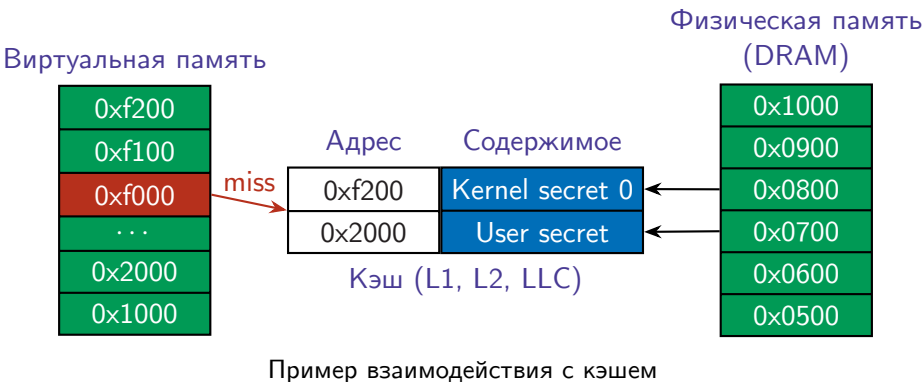 Виртуальная память
0xf200
0xf100
0xf000
...
0x2000
0x1000
miss
Адрес
Содержимое
0xf200
Kernel secret 0
0x2000
User secret
Кэш (L1, L2, LLC)
Физическая память
(DRAM)
0x1000
0x0900
0x0800
0x0700
0x0600
0x0500
Пример взаимодействия с кэшем